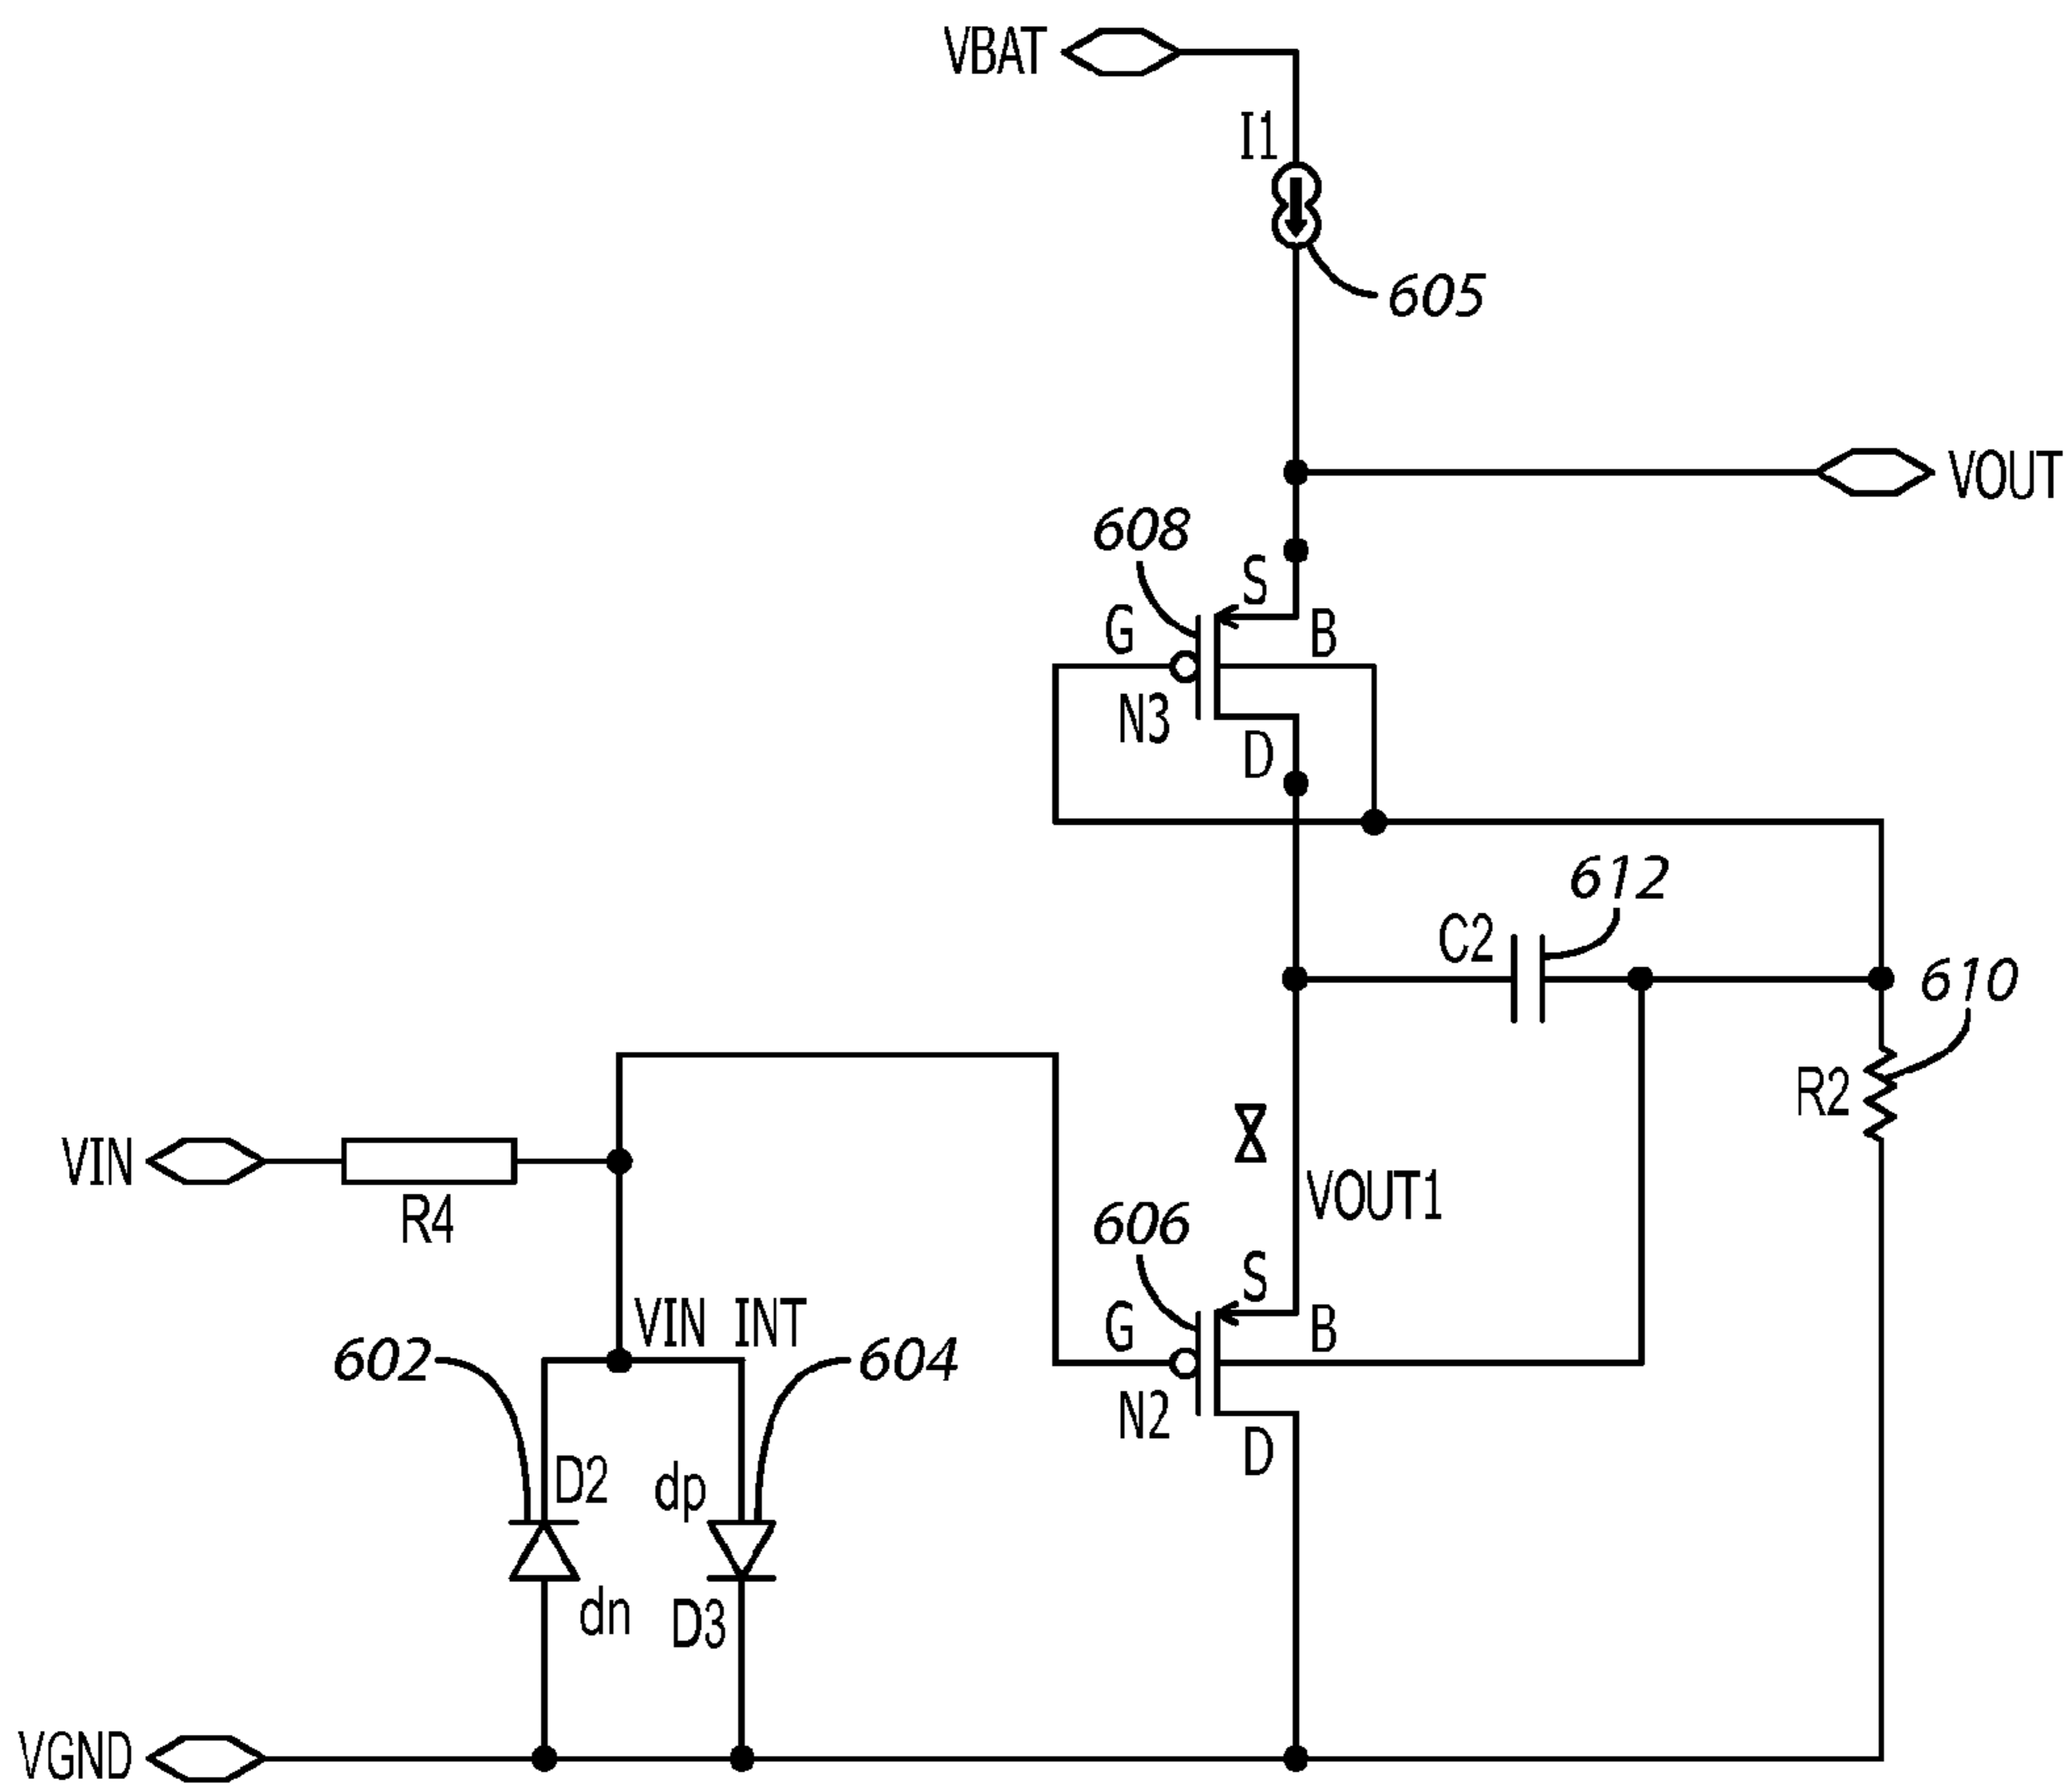 VBAT
I1
605
VOUT
608
S
G
B
N3
D
612
C2
610
R2
VIN
R4
VOUT1
606
S
G
B
VIN INT
602
604
N2
D
D2
dp
dn
D3
VGND